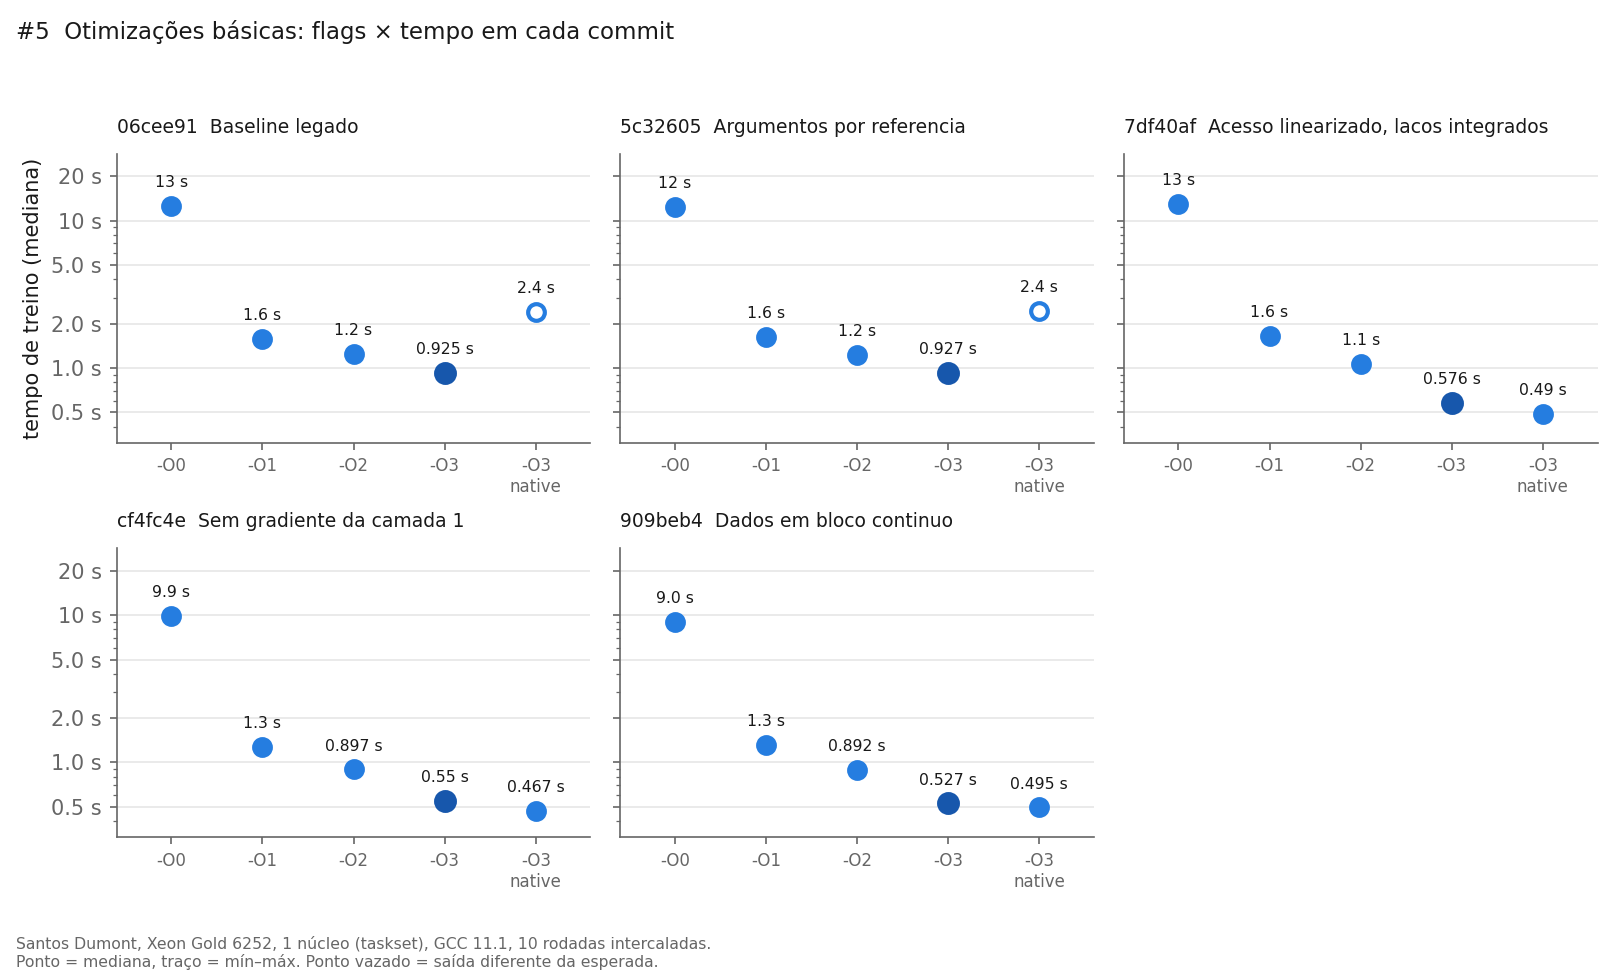 #5  Otimizações básicas: flags × tempo em cada commit
06cee91  Baseline legado
tempo de treino (mediana)
20 s
10 s
5.0 s
2.0 s
1.0 s
0.5 s
13 s
1.6 s
1.2 s
0.925 s
2.4 s
-O0
-O1
-O2
-O3
-O3
native
5c32605  Argumentos por referencia
12 s
1.6 s
1.2 s
0.927 s
2.4 s
-O0
-O1
-O2
-O3
-O3
native
7df40af  Acesso linearizado, lacos integrados
13 s
1.6 s
1.1 s
0.576 s
0.49 s
-O0
-O1
-O2
-O3
-O3
native
cf4fc4e  Sem gradiente da camada 1
20 s
10 s
5.0 s
2.0 s
1.0 s
0.5 s
9.9 s
1.3 s
0.897 s
0.55 s
0.467 s
-O0
-O1
-O2
-O3
-O3
native
909beb4  Dados em bloco continuo
9.0 s
1.3 s
0.892 s
0.527 s
0.495 s
-O0
-O1
-O2
-O3
-O3
native
Santos Dumont, Xeon Gold 6252, 1 núcleo (taskset), GCC 11.1, 10 rodadas intercaladas.
Ponto = mediana, traço = mín–máx. Ponto vazado = saída diferente da esperada.